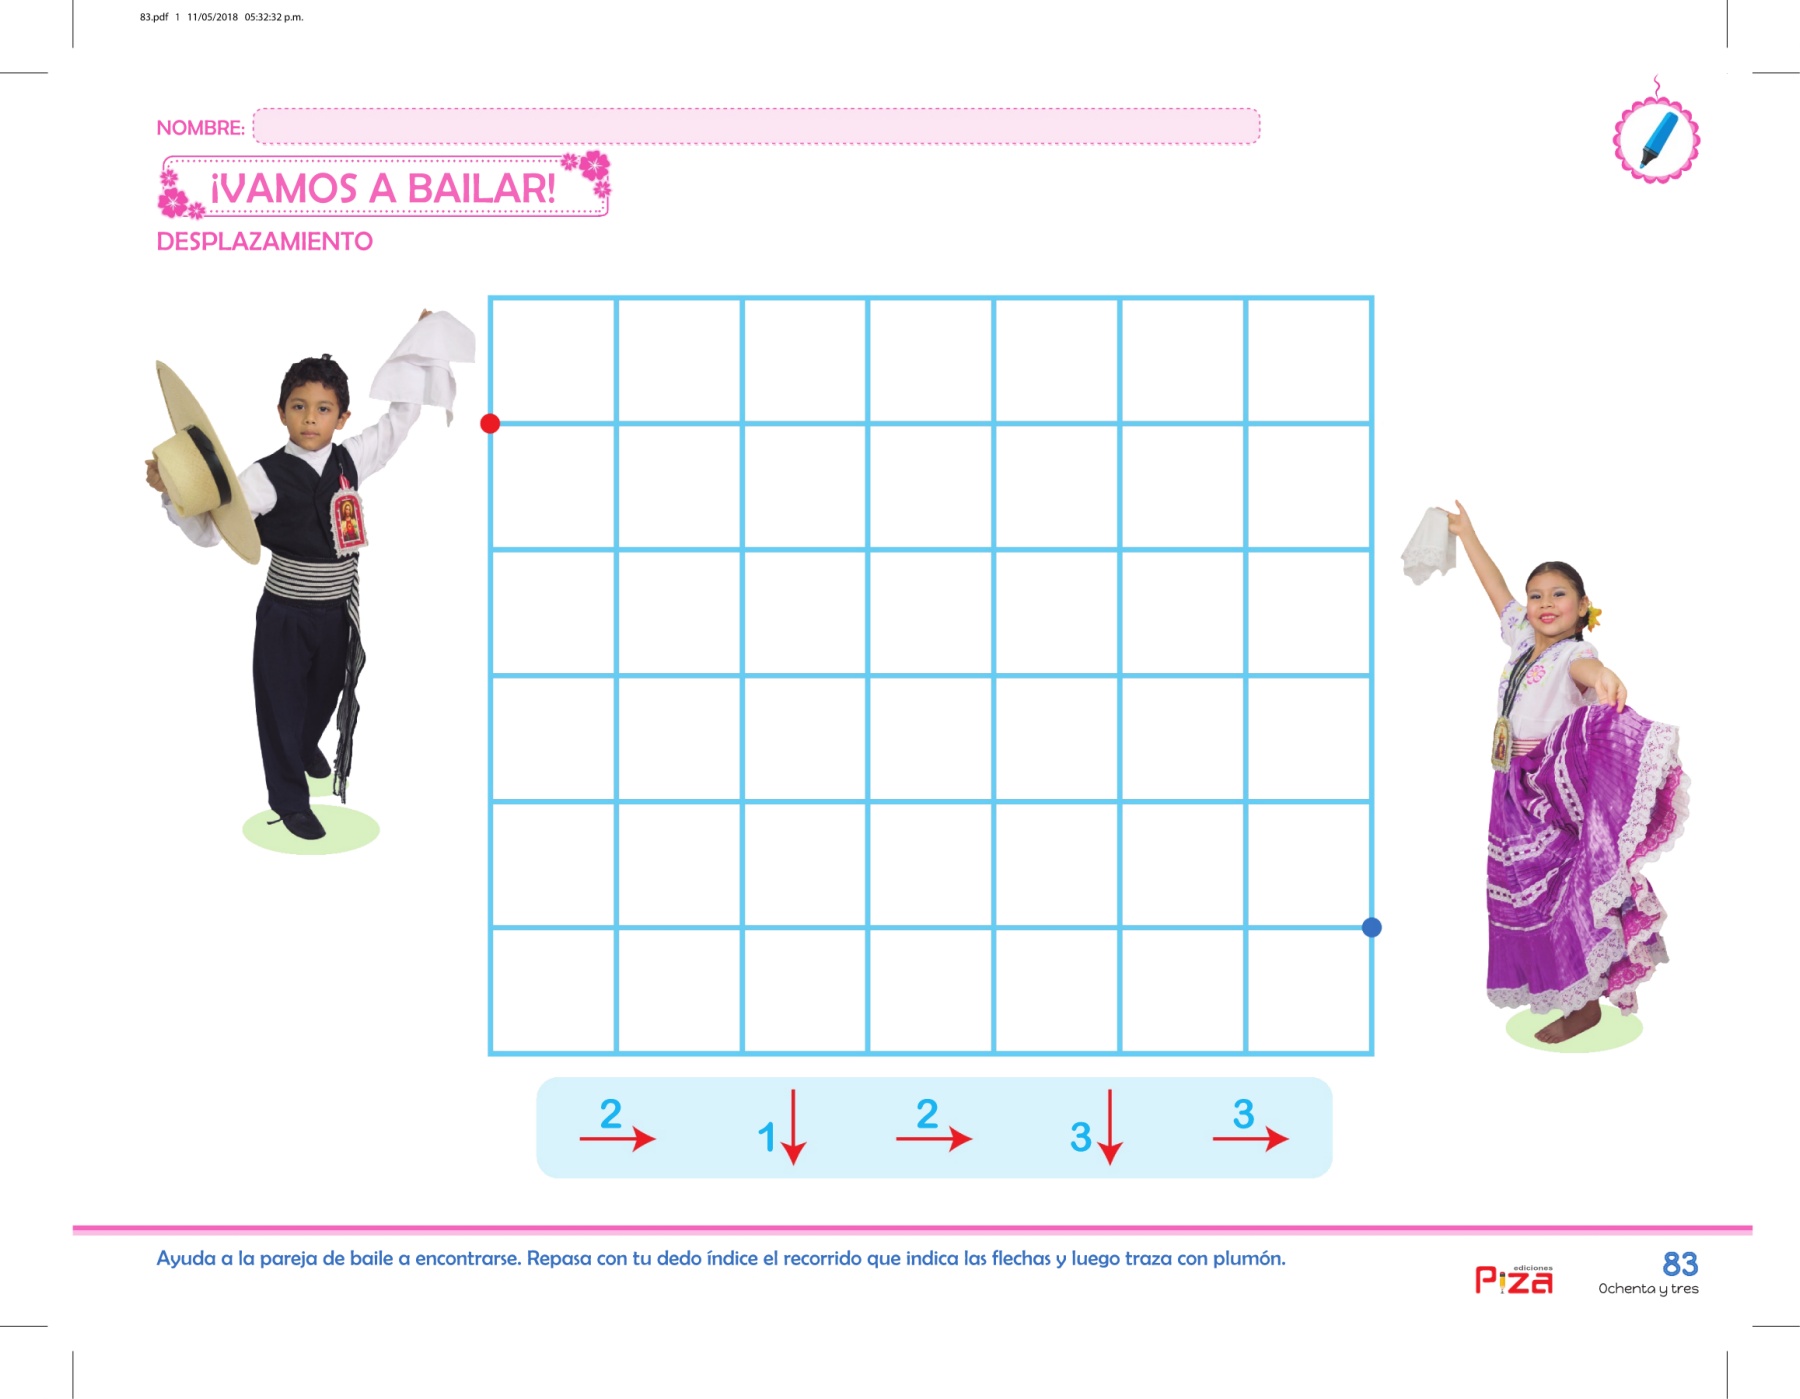 83.pdf 1 11/05/2018 05:32:32 p.m.
NOMBRE:
¡VAMOS A BAILAR!
DESPLAZAMIENTO
2 1 2 3 3
Ayuda a la pareja de baile a encontrarse. Repasa con tu dedo índice el recorrido que indica las flechas y luego traza con plumón.
ediciones
Piza
83
Ochenta y tres